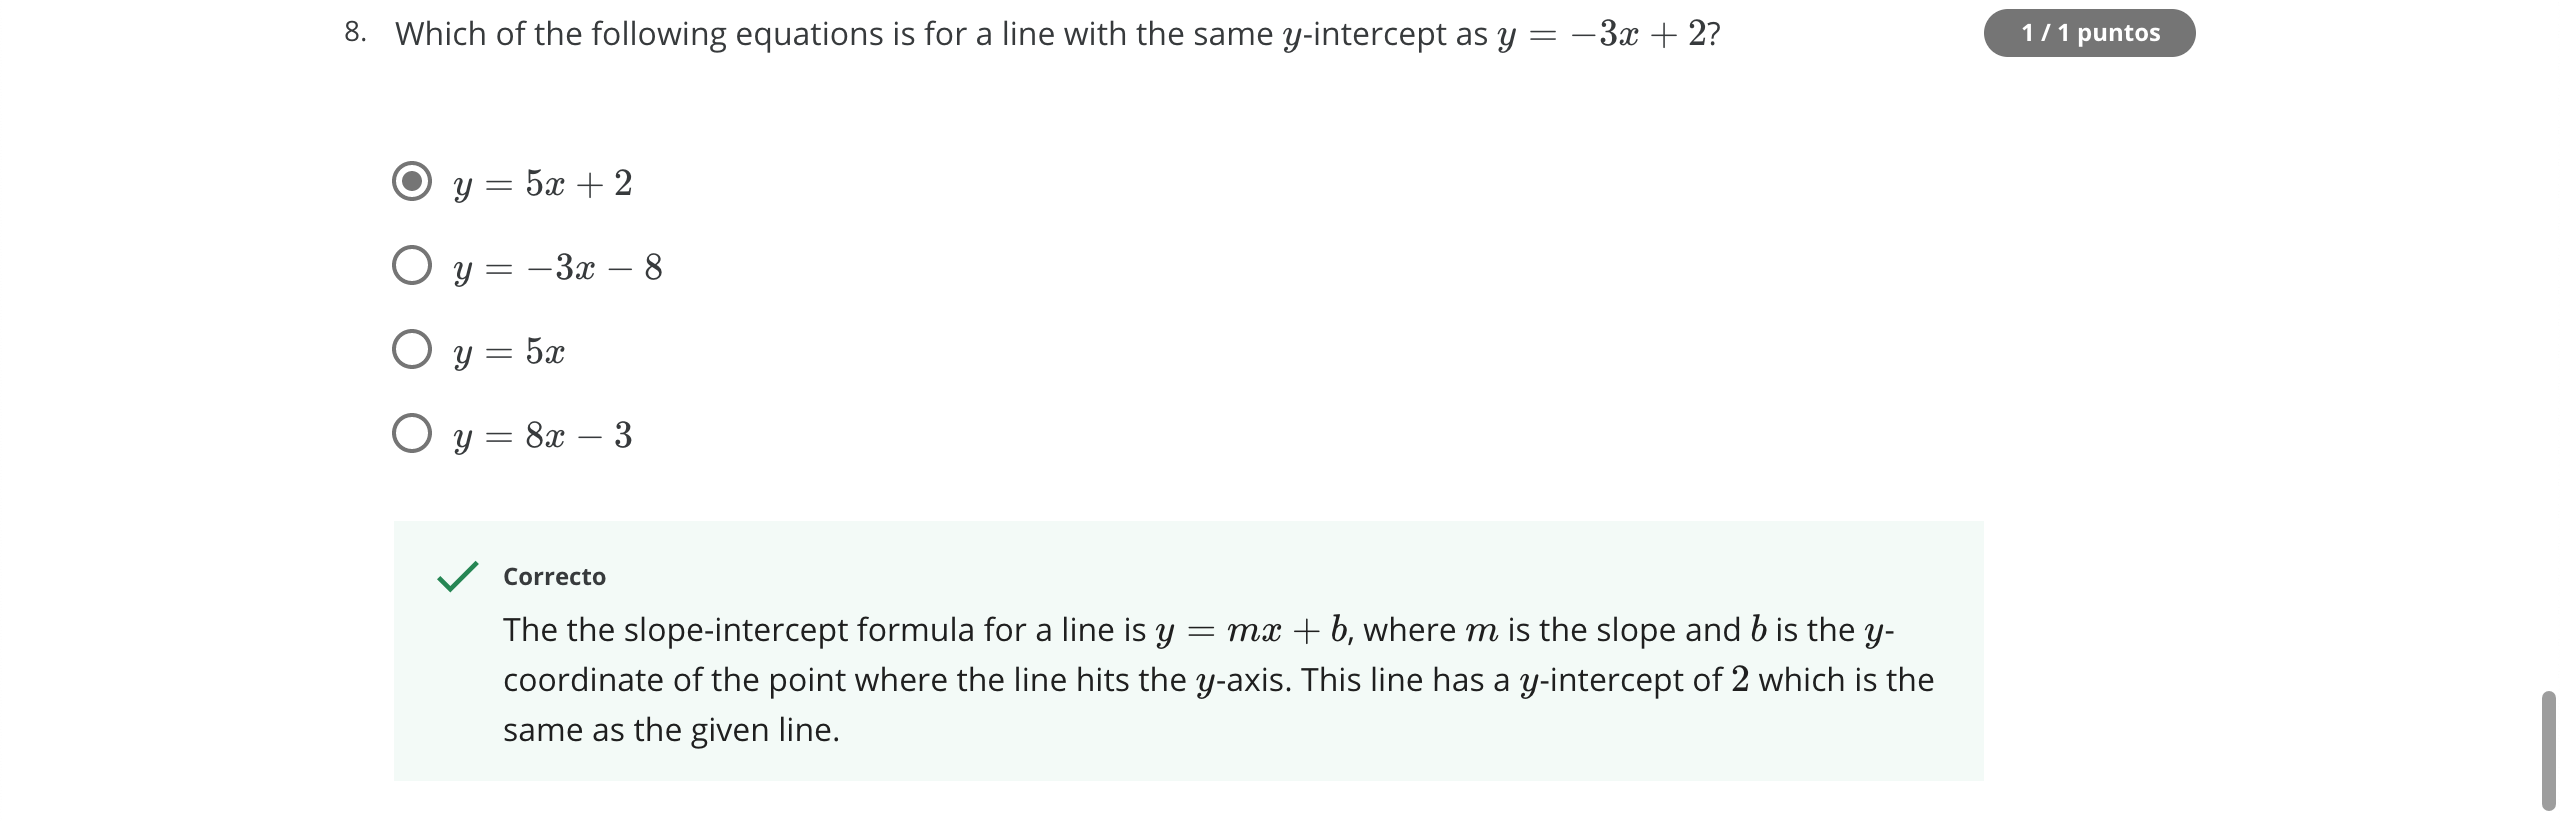 8. Which of the following equations is for a line with the same y-intercept as y = −3x + 2?
1 / 1 puntos
y = 5x + 2
y = −3x − 8
y = 5x
y = 8x − 3
Correcto
The the slope-intercept formula for a line is y = mx + b, where m is the slope and b is the y-
coordinate of the point where the line hits the y-axis. This line has a y-intercept of 2 which is the
same as the given line.